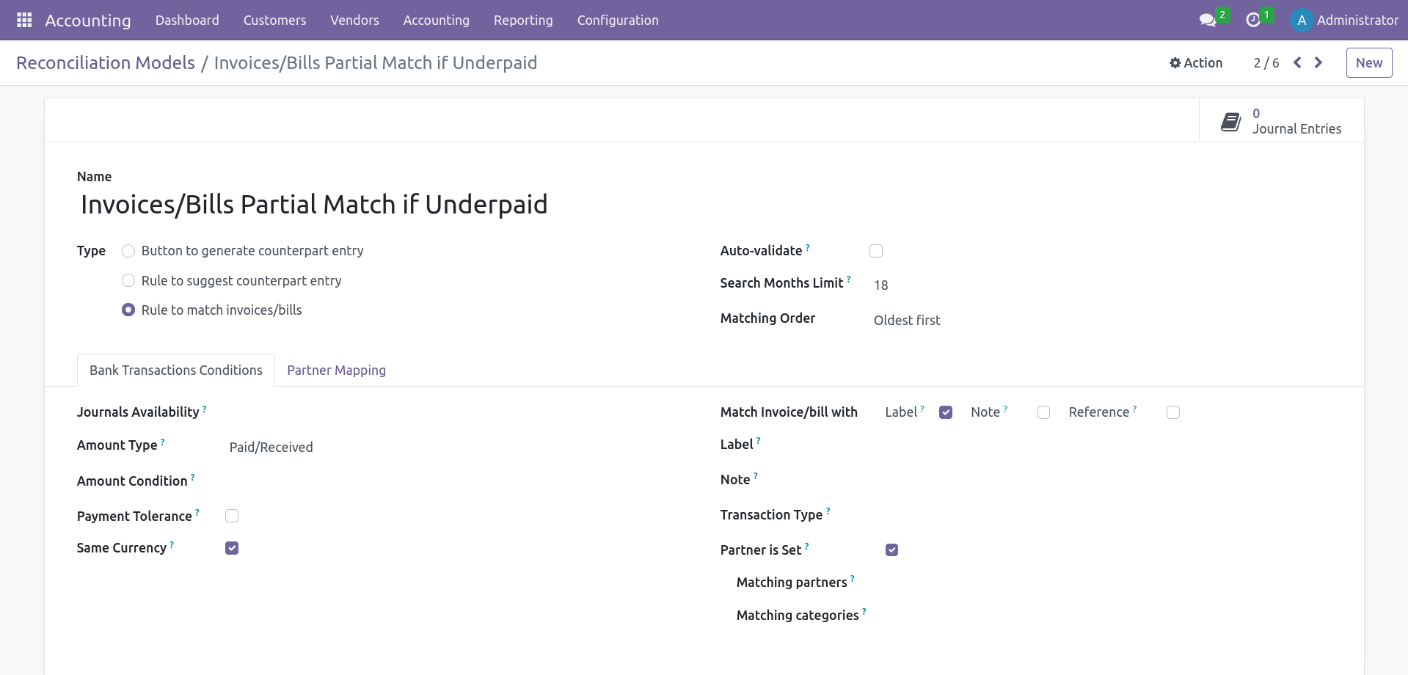 Accounting Dashboard Customers Vendors Accounting Reporting Configuration 2 1 A Administrator
Reconciliation Models / Invoices/Bills Partial Match if Underpaid Action 2 / 6 New
0
Journal Entries
Name
Invoices/Bills Partial Match if Underpaid
Type Button to generate counterpart entry Auto-validate ?
Rule to suggest counterpart entry Search Months Limit ? 18
Rule to match invoices/bills Matching Order Oldest first
Bank Transactions Conditions Partner Mapping
Journals Availability ? Match Invoice/bill with Label ? Note ? Reference ?
Amount Type ? Paid/Received Label ?
Amount Condition ? Note ?
Payment Tolerance ? Transaction Type ?
Same Currency ? Partner is Set ?
Matching partners ?
Matching categories ?